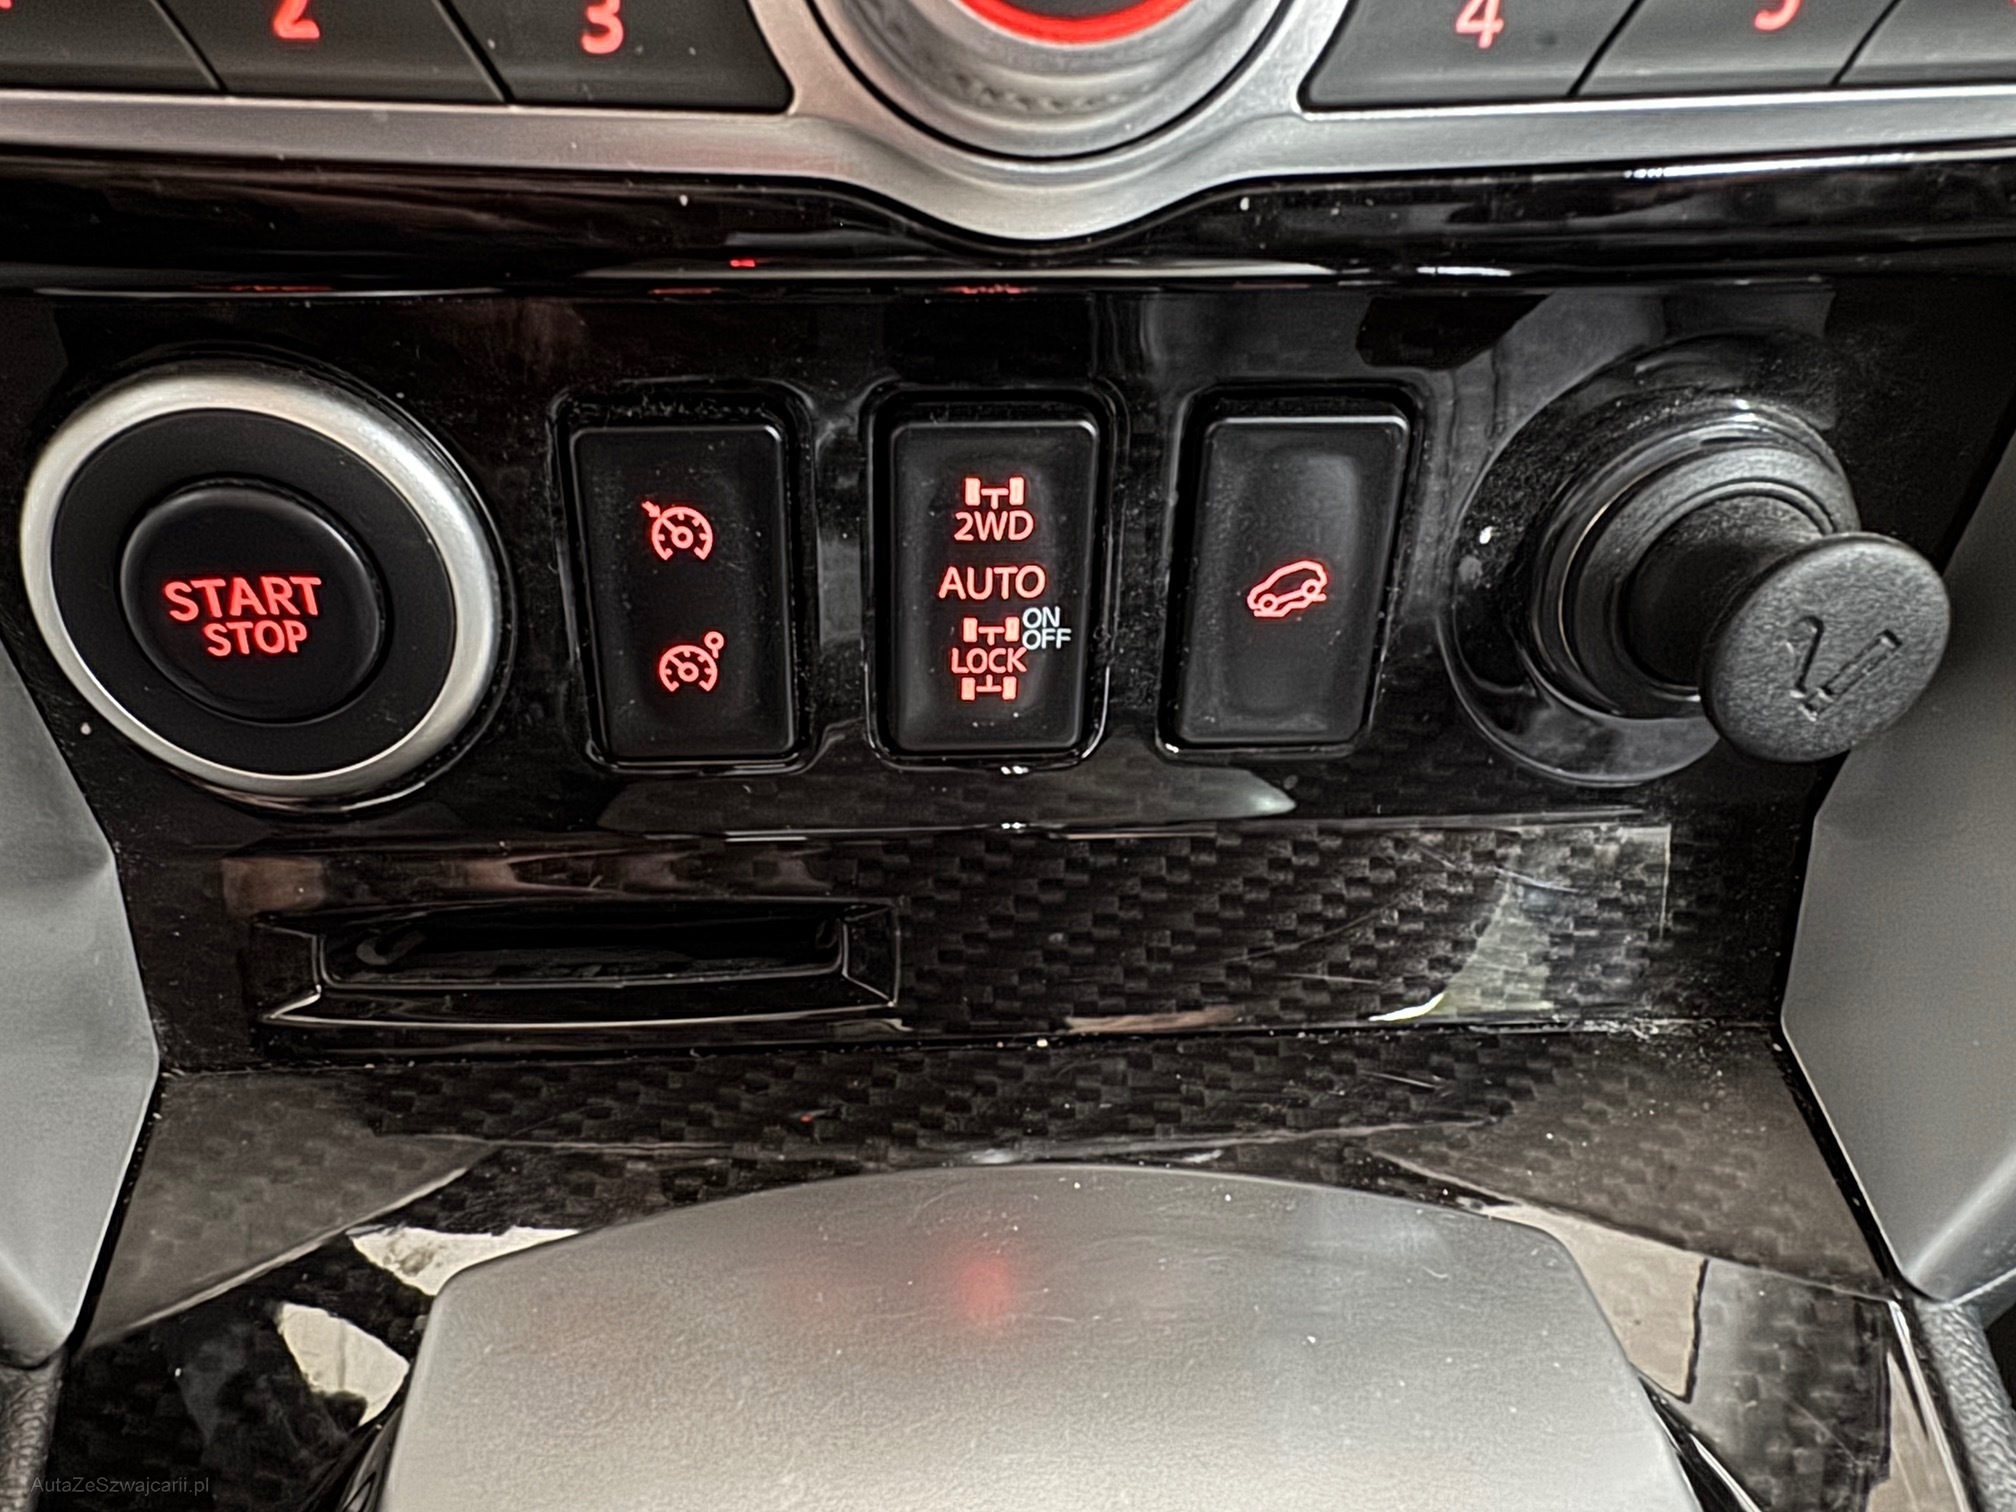 2 3 4 5
START
STOP
2WD
AUTO
ON
OFF
LOCK
AutaZeSzwajcarii.pl